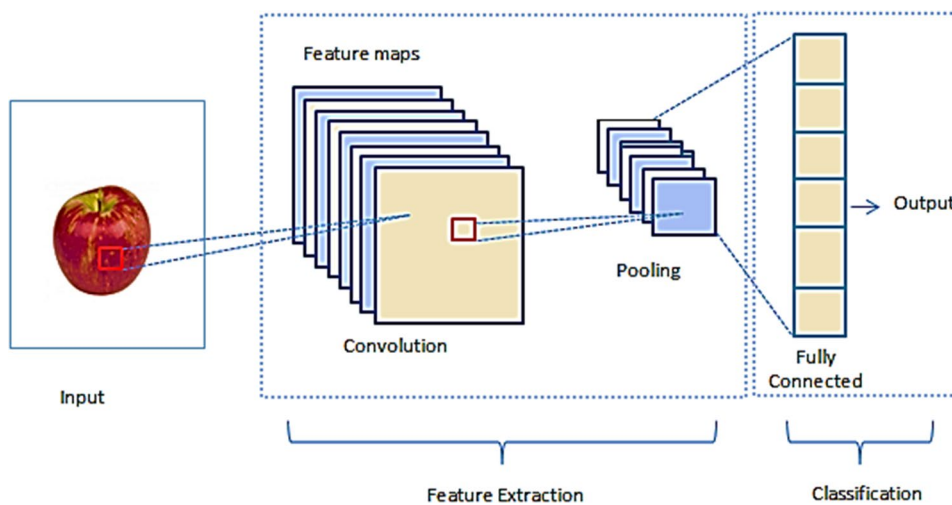 Feature maps
Convolution
Pooling
Output
Fully
Connected
Input
Feature Extraction
Classification